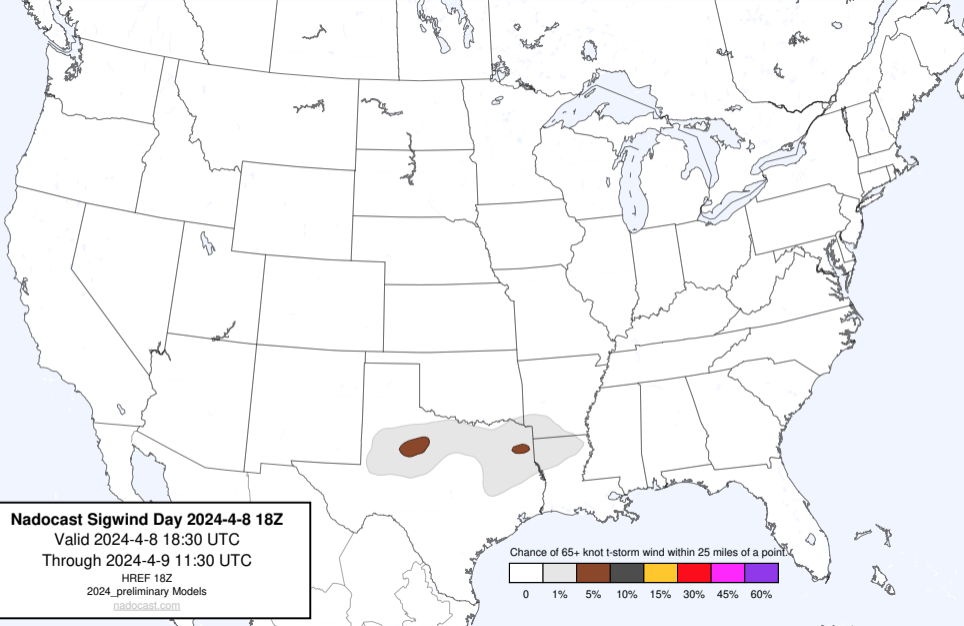 Nadocast Sigwind Day 2024-4-8 18Z
Valid 2024-4-8 18:30 UTC
Through 2024-4-9 11:30 UTC
HREF 18Z
2024_preliminary Models
nadocast.com
Chance of 65+ knot t-storm wind within 25 miles of a point.
0 1% 5% 10% 15% 30% 45% 60%